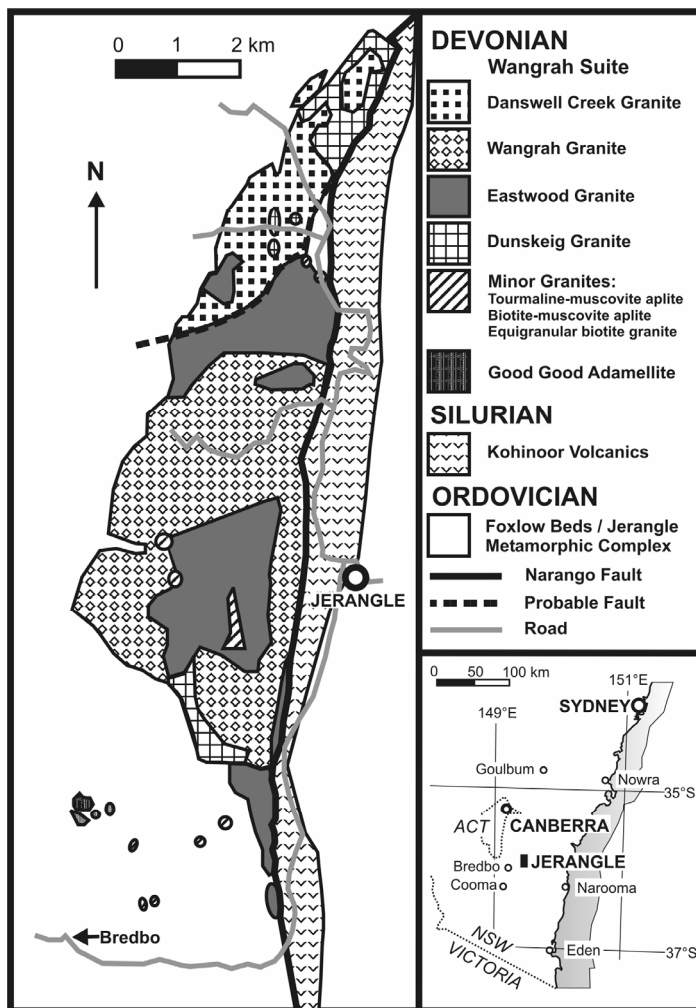 0 1 2 km
N
JERANGLE
Bredbo
DEVONIAN
Wangrah Suite
Danswell Creek Granite
Wangrah Granite
Eastwood Granite
Dunskeig Granite
Minor Granites:
Tourmaline-muscovite aplite
Biotite-muscovite aplite
Equigranular biotite granite
Good Good Adamellite
SILURIAN
Kohinoor Volcanics
ORDOVICIAN
Foxlow Beds / Jerangle
Metamorphic Complex
Narango Fault
Probable Fault
Road
0 50 100 km
151°E
SYDNEY
149°E
Goulbum
Nowra
35°S
ACT
CANBERRA
JERANGLE
Bredbo
Cooma
Narooma
NSW
VICTORIA
Eden
37°S